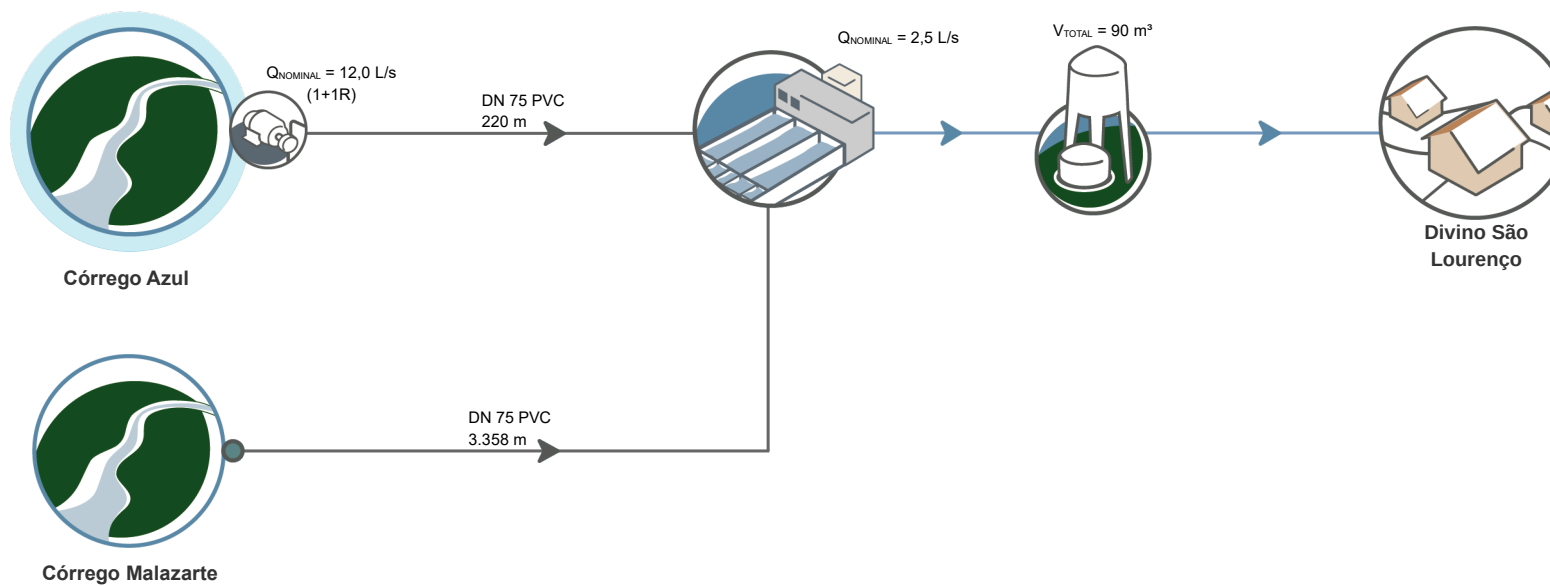 Q_NOMINAL = 12,0 L/s
(1+1R)
DN 75 PVC
220 m
Q_NOMINAL = 2,5 L/s
V_TOTAL = 90 m³
Córrego Azul
Divino São
Lourenço
DN 75 PVC
3.358 m
Córrego Malazarte